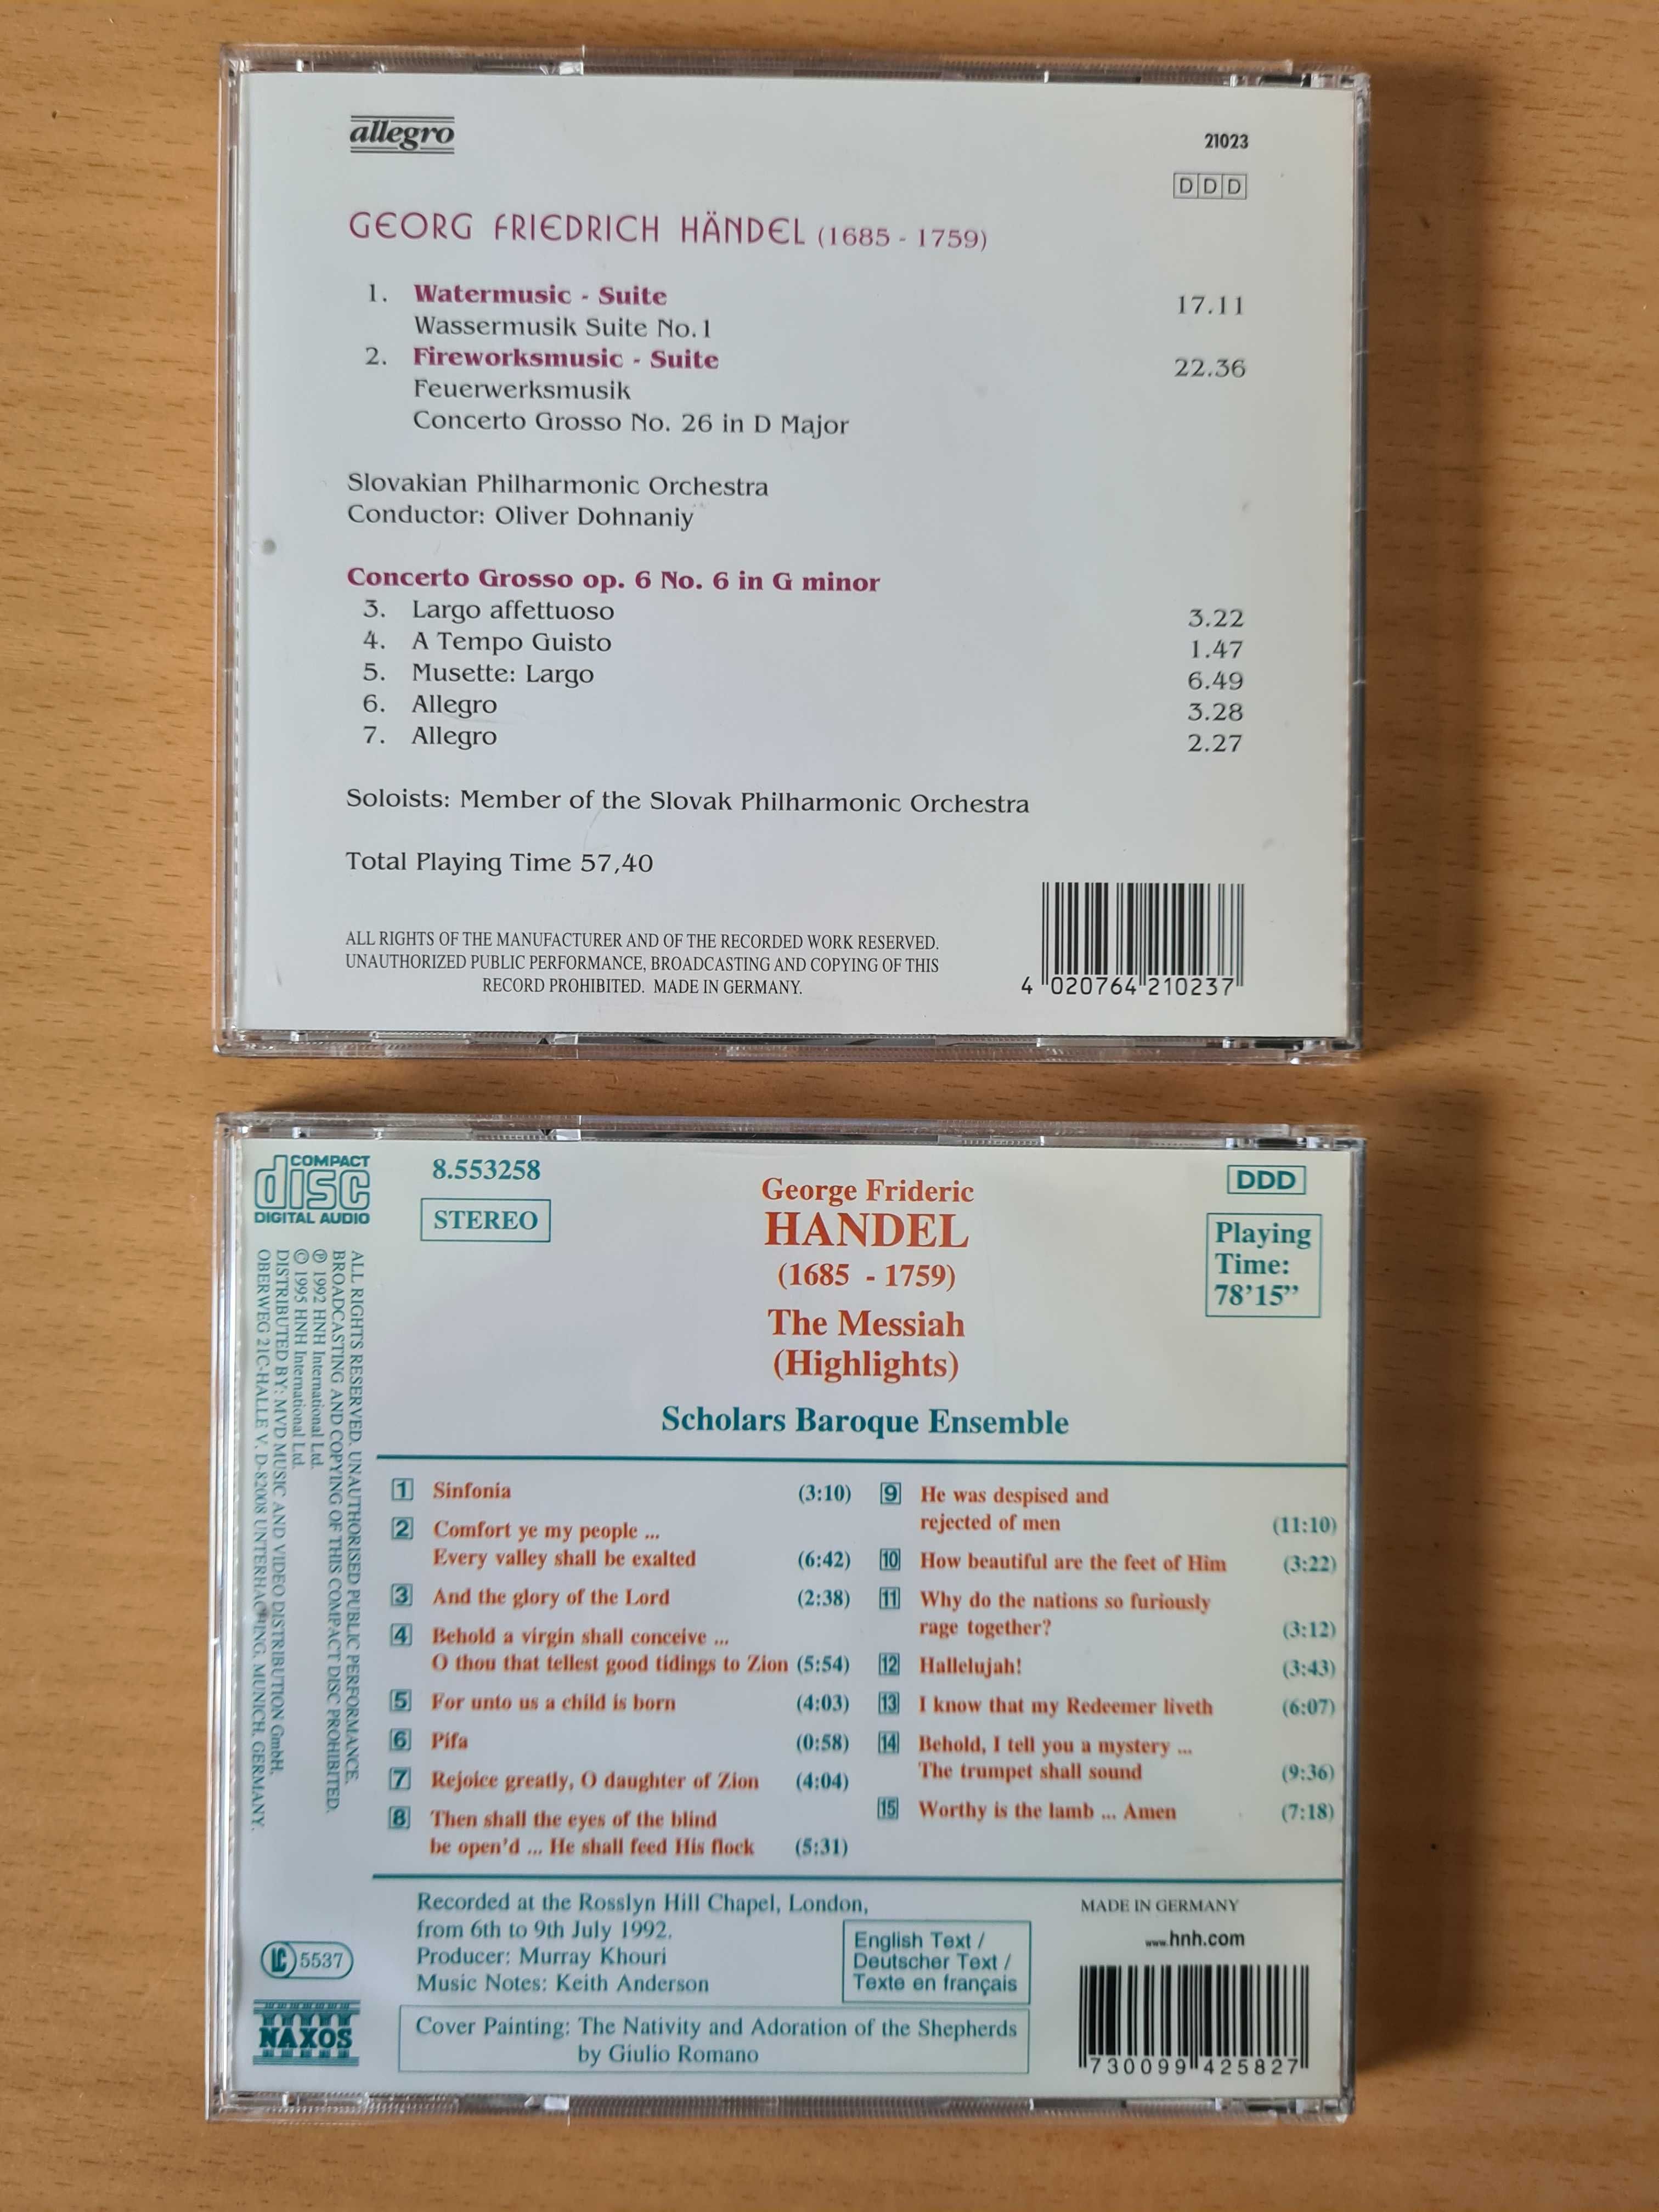 allegro
21023
DDD
GEORG FRIEDRICH HÄNDEL (1685 - 1759)
1. Watermusic - Suite 17.11
Wassermusik Suite No.1
2. Fireworksmusic - Suite 22.36
Feuerwerksmusik
Concerto Grosso No. 26 in D Major
Slovakian Philharmonic Orchestra
Conductor: Oliver Dohnaniy
Concerto Grosso op. 6 No. 6 in G minor
3. Largo affettuoso 3.22
4. A Tempo Guisto 1.47
5. Musette: Largo 6.49
6. Allegro 3.28
7. Allegro 2.27
Soloists: Member of the Slovak Philharmonic Orchestra
Total Playing Time 57,40
ALL RIGHTS OF THE MANUFACTURER AND OF THE RECORDED WORK RESERVED.
UNAUTHORIZED PUBLIC PERFORMANCE, BROADCASTING AND COPYING OF THIS
RECORD PROHIBITED. MADE IN GERMANY.
4 020764 210237
COMPACT
disc
DIGITAL AUDIO
8.553258
STEREO
George Frideric
HANDEL
(1685 - 1759)
The Messiah
(Highlights)
Scholars Baroque Ensemble
DDD
Playing
Time:
78'15”
ALL RIGHTS RESERVED. UNAUTHORISED PUBLIC PERFORMANCE,
BROADCASTING AND COPYING OF THIS COMPACT DISC PROHIBITED.
℗ 1992 HNH International Ltd.
© 1995 HNH International Ltd.
DISTRIBUTED BY: MVD MUSIC AND VIDEO DISTRIBUTION GmbH,
OBERWEG 21C-HALLE V, D-82008 UNTERHACHING, MUNICH, GERMANY.
1 Sinfonia (3:10)
2 Comfort ye my people ...
Every valley shall be exalted (6:42)
3 And the glory of the Lord (2:38)
4 Behold a virgin shall conceive ...
O thou that tellest good tidings to Zion (5:54)
5 For unto us a child is born (4:03)
6 Pifa (0:58)
7 Rejoice greatly, O daughter of Zion (4:04)
8 Then shall the eyes of the blind
be open'd ... He shall feed His flock (5:31)
9 He was despised and
rejected of men (11:10)
10 How beautiful are the feet of Him (3:22)
11 Why do the nations so furiously
rage together? (3:12)
12 Hallelujah! (3:43)
13 I know that my Redeemer liveth (6:07)
14 Behold, I tell you a mystery ...
The trumpet shall sound (9:36)
15 Worthy is the lamb ... Amen (7:18)
LC 5537
NAXOS
Recorded at the Rosslyn Hill Chapel, London,
from 6th to 9th July 1992.
Producer: Murray Khouri
Music Notes: Keith Anderson
English Text /
Deutscher Text /
Texte en français
Cover Painting: The Nativity and Adoration of the Shepherds
by Giulio Romano
MADE IN GERMANY
www.hnh.com
730099 425827